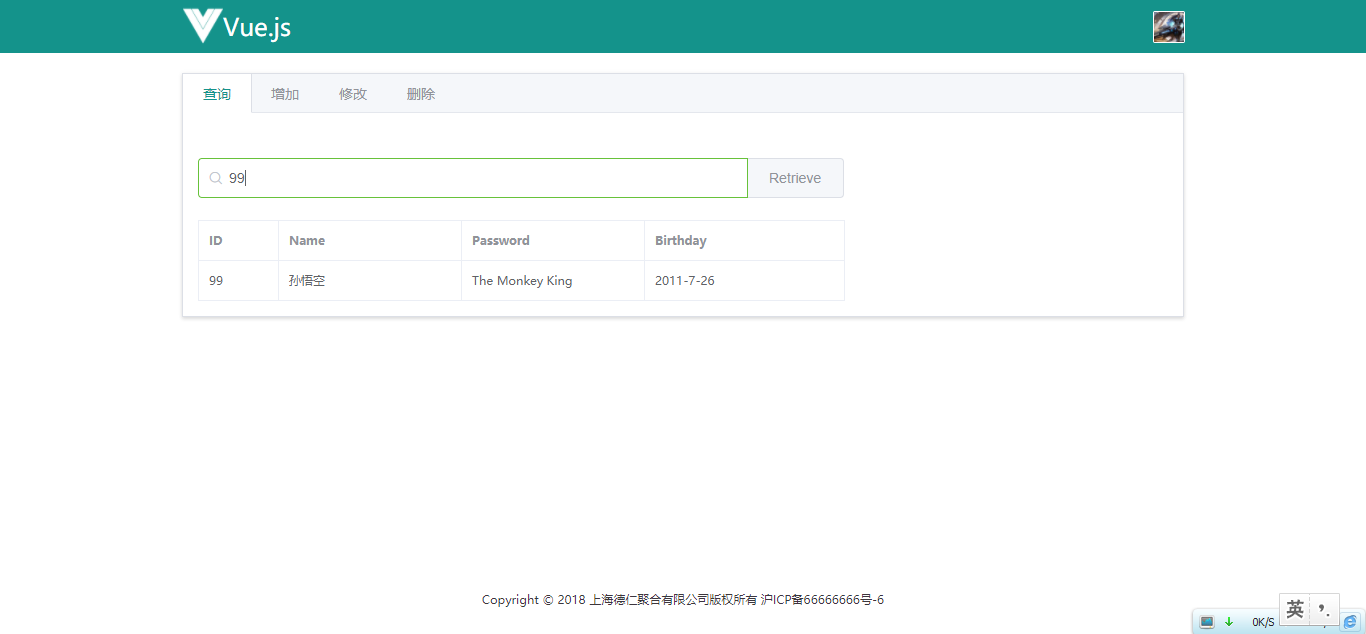 Vue.js
查询 增加 修改 删除
99 Retrieve
ID Name Password Birthday
99 孙悟空 The Monkey King 2011-7-26
Copyright © 2018 上海德仁聚合有限公司版权所有 沪ICP备66666666号-6
0K/S 英 ’,